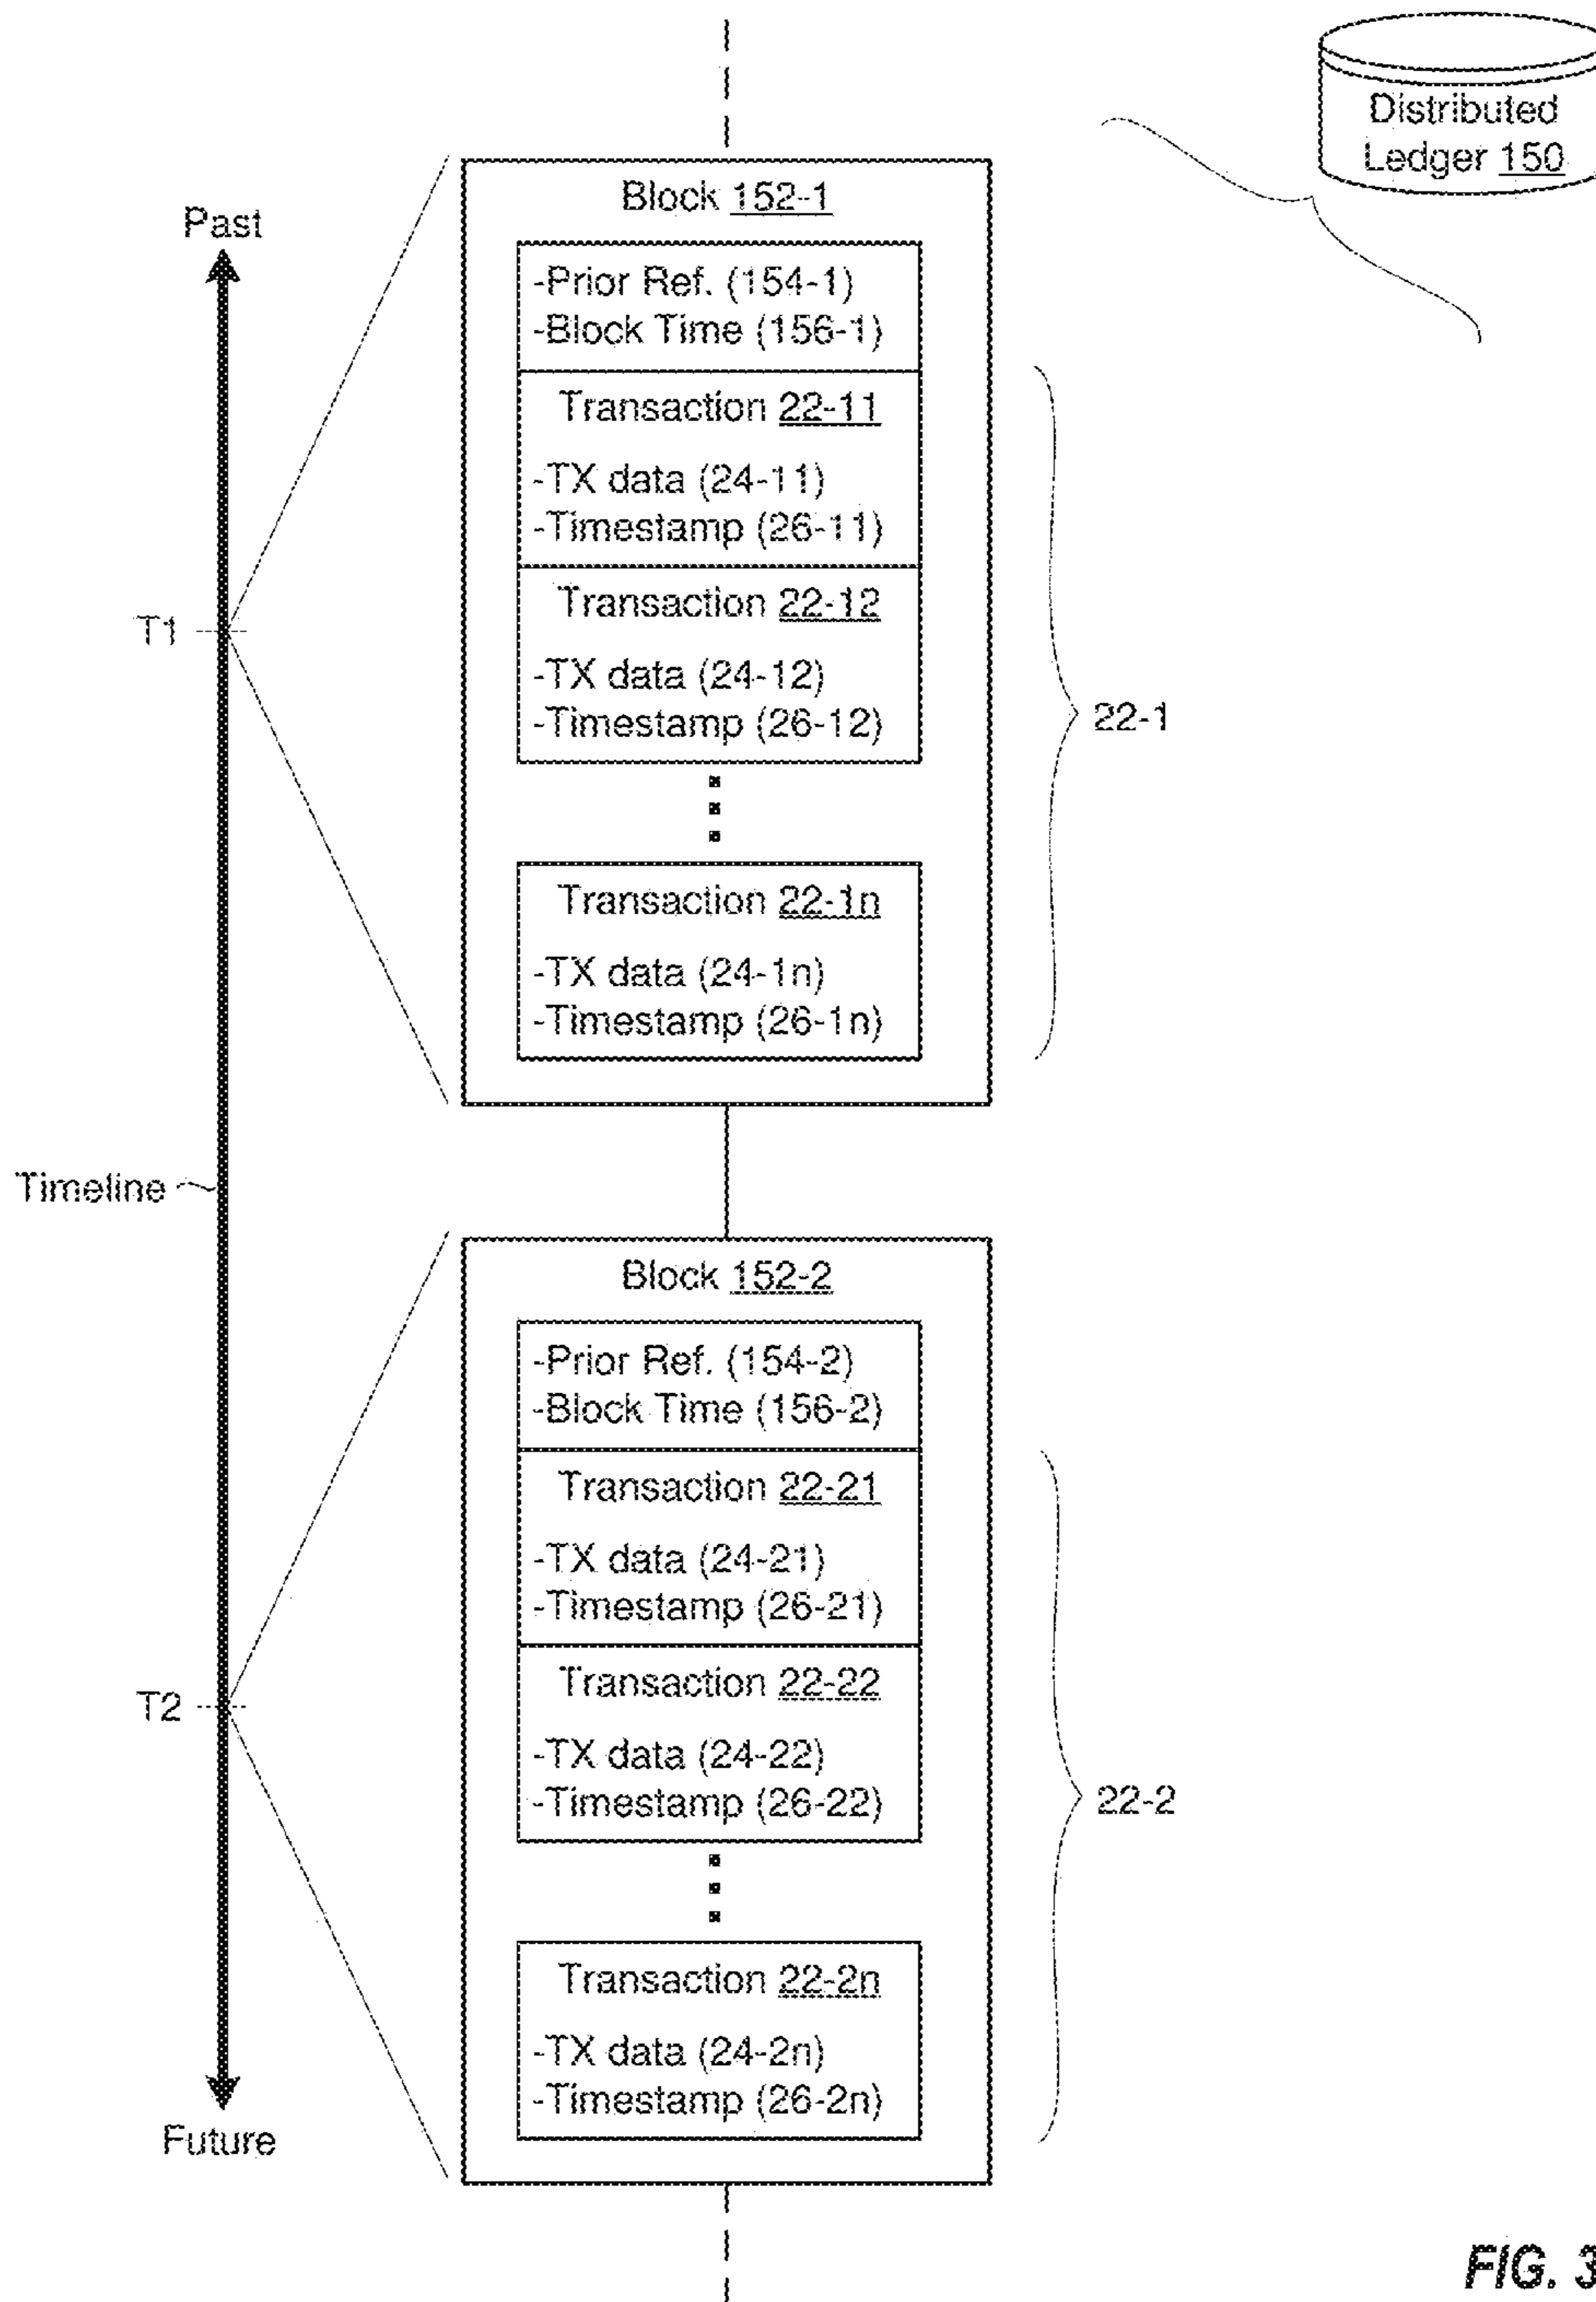 Distributed
Ledger 150
Block 152-1
Past
-Prior Ref. (154-1)
-Block Time (156-1)
Transaction 22-11
-TX data (24-11)
-Timestamp (26-11)
Transaction 22-12
T1
-TX data (24-12)
-Timestamp (26-12)
22-1
Transaction 22-1n
-TX data (24-1n)
-Timestamp (26-1n)
Timeline
Block 152-2
-Prior Ref. (154-2)
-Block Time (156-2)
Transaction 22-21
-TX data (24-21)
-Timestamp (26-21)
Transaction 22-22
T2
-TX data (24-22)
-Timestamp (26-22)
22-2
Transaction 22-2n
-TX data (24-2n)
-Timestamp (26-2n)
Future
FIG. 3